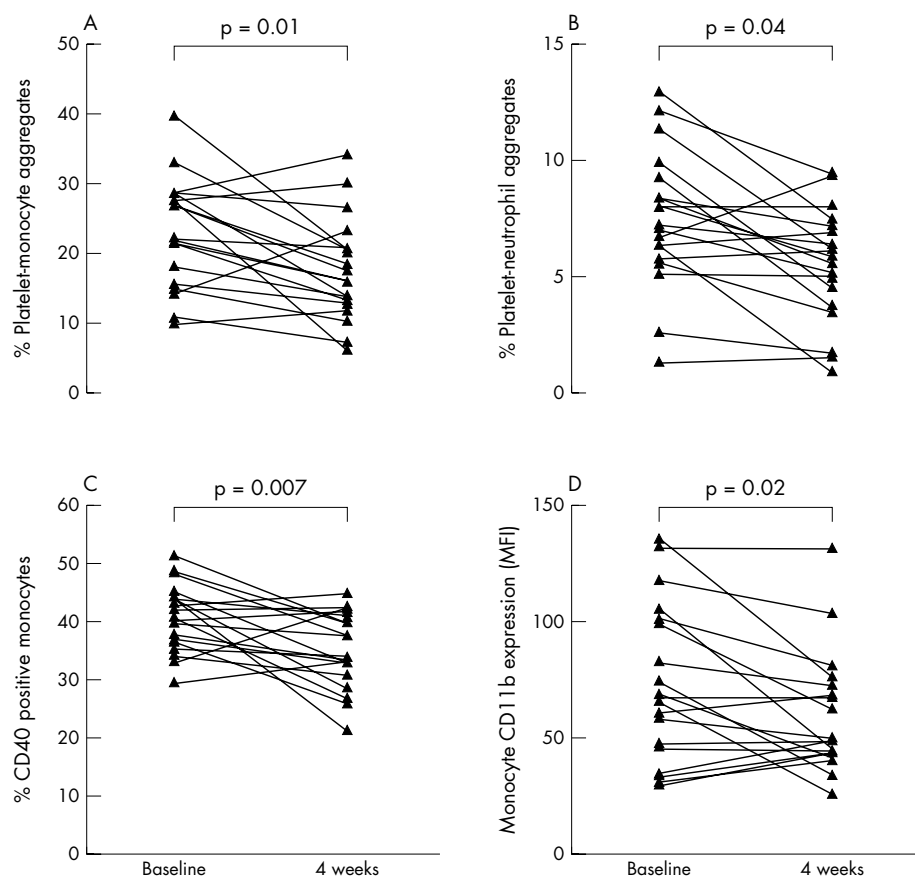 A
p = 0.01
50
40
30
20
10
0
% Platelet-monocyte aggregates
B
p = 0.04
15
10
5
0
% Platelet-neutrophil aggregates
C
p = 0.007
60
50
40
30
20
10
0
% CD40 positive monocytes
Baseline
4 weeks
D
p = 0.02
150
100
50
0
Monocyte CD11b expression (MFI)
Baseline
4 weeks